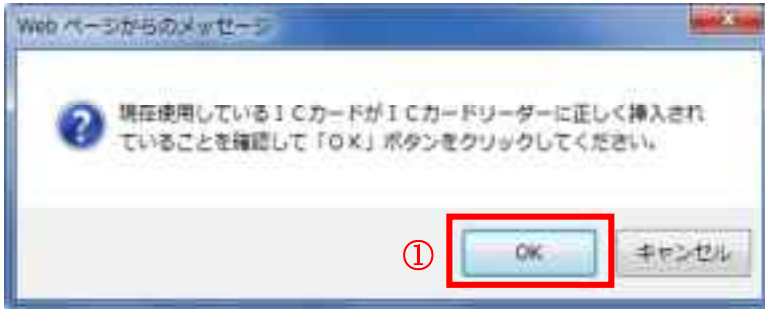 Web ページからのメッセージ
現在使用しているＩＣカードがＩＣカードリーダーに正しく挿入され
ていることを確認して「ＯＫ」ボタンをクリックしてください。
① OK キャンセル